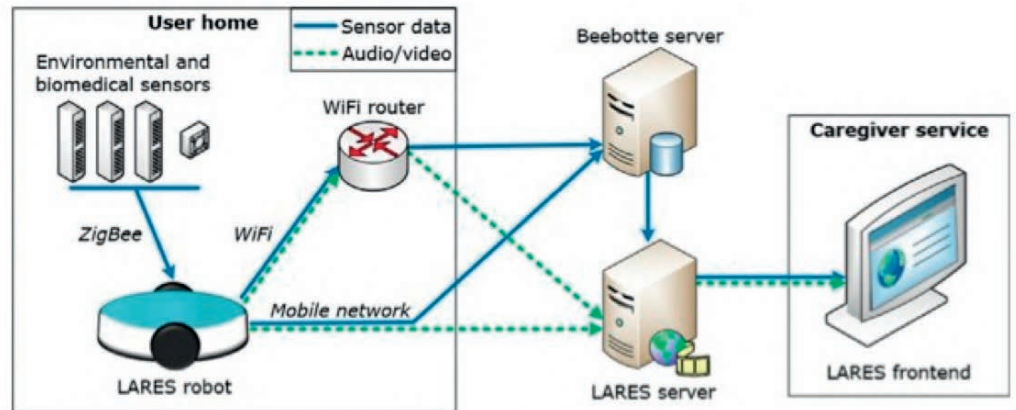 User home
Sensor data
Audio/video
Environmental and
biomedical sensors
WiFi router
ZigBee
WiFi
Mobile network
LARES robot
Beebotte server
LARES server
Caregiver service
LARES frontend